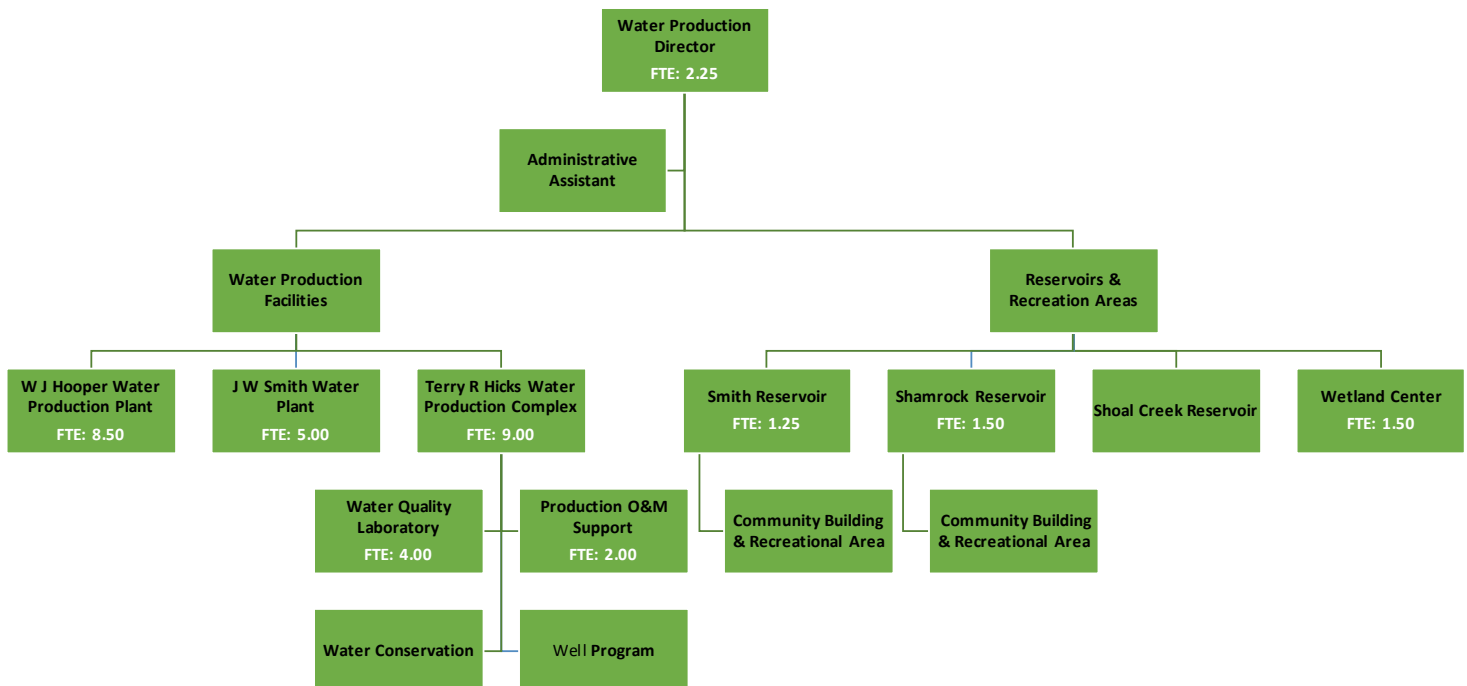 Water Production
Director
FTE: 2.25
Administrative
Assistant
Water Production
Facilities
Reservoirs &
Recreation Areas
W J Hooper Water
Production Plant
FTE: 8.50
J W Smith Water
Plant
FTE: 5.00
Terry R Hicks Water
Production Complex
FTE: 9.00
Smith Reservoir
FTE: 1.25
Shamrock Reservoir
FTE: 1.50
Shoal Creek Reservoir
Wetland Center
FTE: 1.50
Water Quality
Laboratory
FTE: 4.00
Production O&M
Support
FTE: 2.00
Community Building
& Recreational Area
Community Building
& Recreational Area
Water Conservation
Well Program